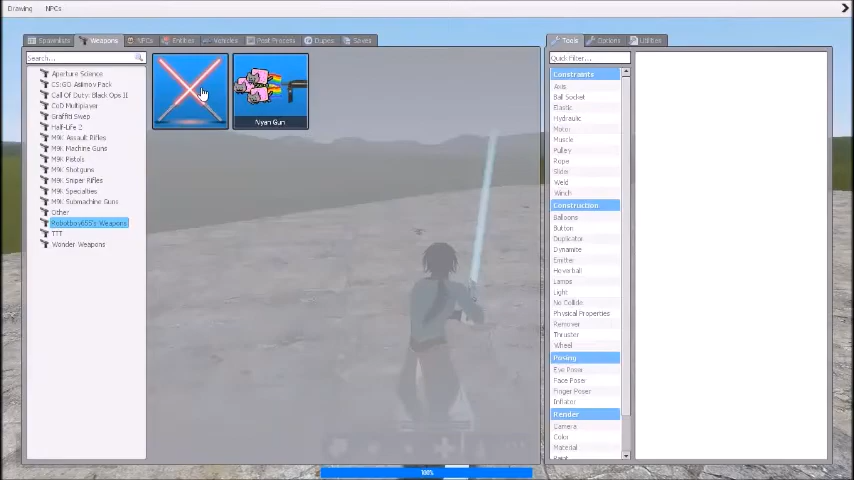 Drawing NPCs
Spawnlists Weapons NPCs Entities Vehicles Post Process Dupes Saves
Search...
Aperture Science
CS:GO Asiimov Pack
Call Of Duty: Black Ops II
CoD Multiplayer
Graffiti Swep
Half-Life 2
M9K Assault Rifles
M9K Machine Guns
M9K Pistols
M9K Shotguns
M9K Sniper Rifles
M9K Specialties
M9K Submachine Guns
Other
Robotboy655's Weapons
TTT
Wonder Weapons
Nyan Gun
Tools Options Utilities
Quick Filter...
Constraints
Axis
Ball Socket
Elastic
Hydraulic
Motor
Muscle
Pulley
Rope
Slider
Weld
Winch
Construction
Balloons
Button
Duplicator
Dynamite
Emitter
Hoverball
Lamps
Light
No Collide
Physical Properties
Remover
Thruster
Wheel
Posing
Eye Poser
Face Poser
Finger Poser
Inflator
Render
Camera
Color
Material
Paint
100%